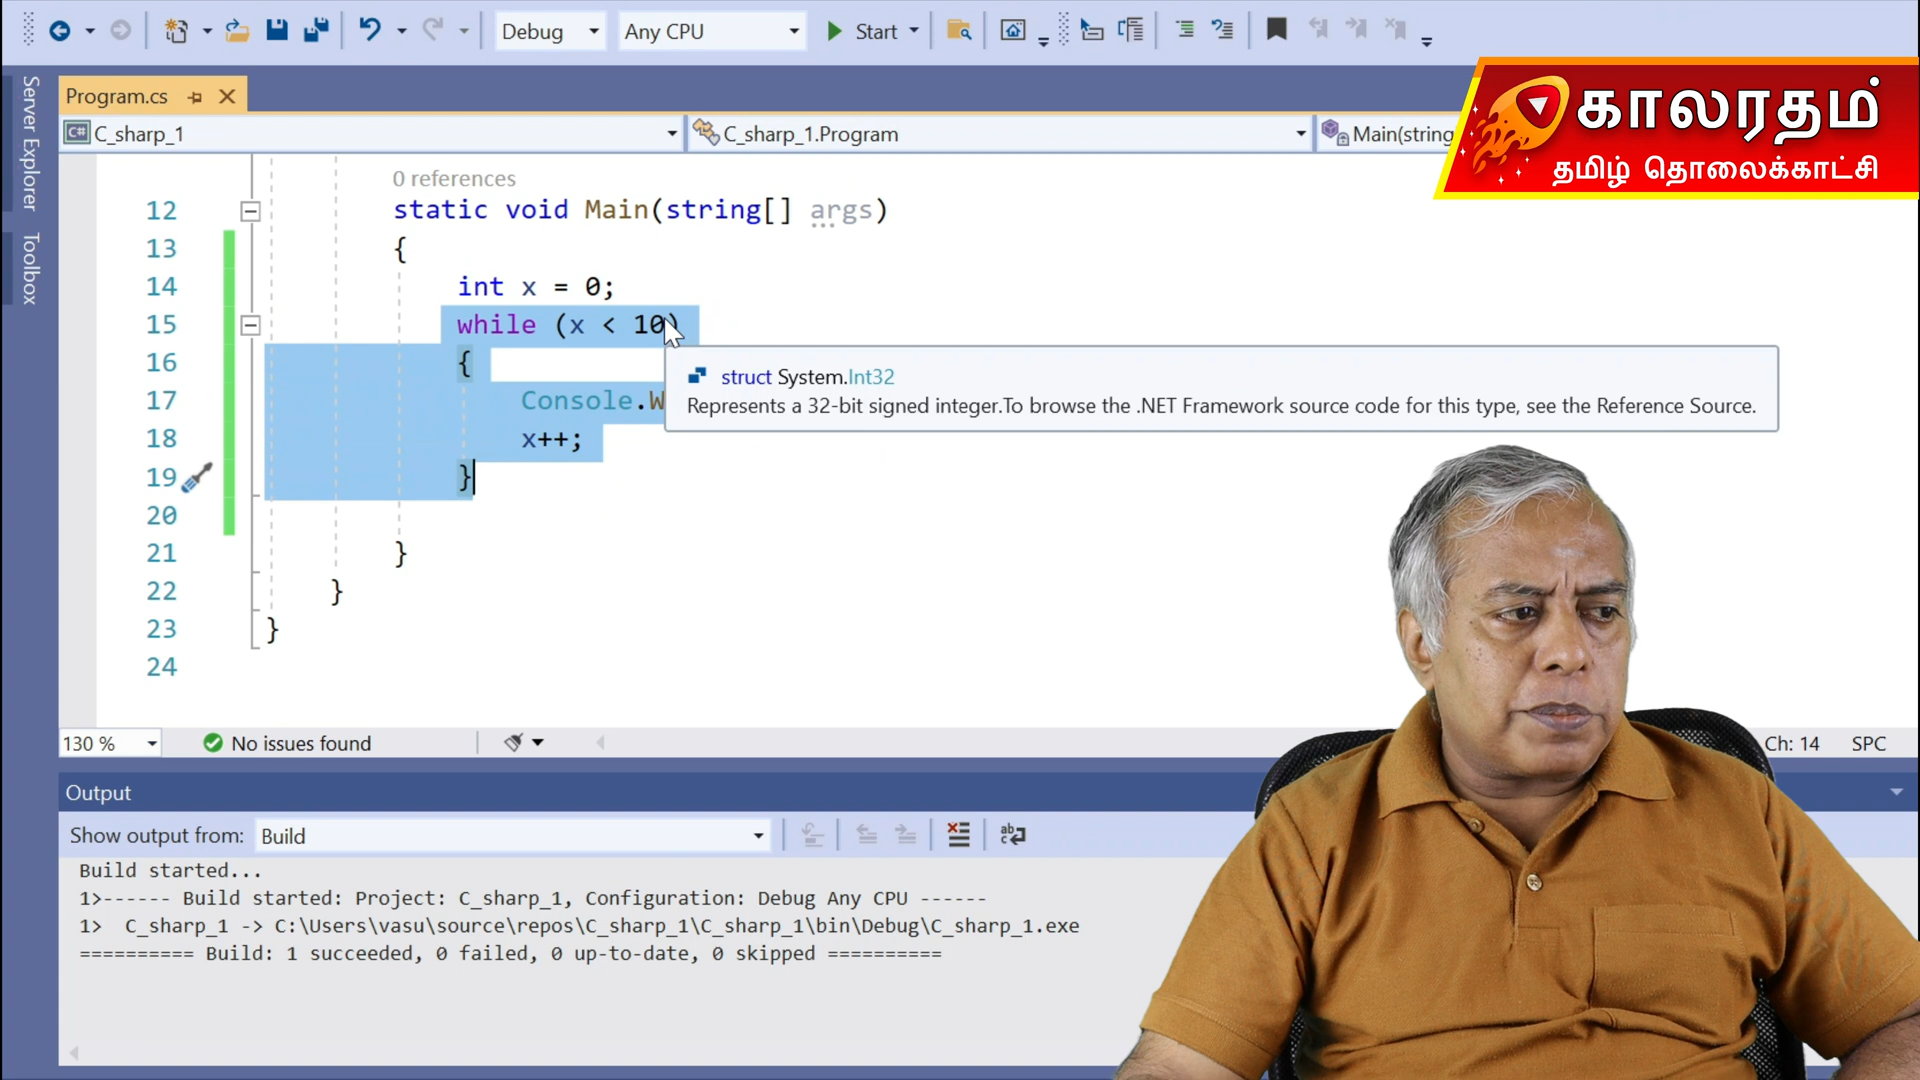 Debug
Any CPU
Start
Program.cs
C# C_sharp_1
C_sharp_1.Program
Main(string
காலரதம்
தமிழ் தொலைக்காட்சி
Server Explorer
Toolbox
0 references
12 static void Main(string[] args)
13 {
14 int x = 0;
15 while (x < 10)
16 {
struct System.Int32
17 Console.W
Represents a 32-bit signed integer.To browse the .NET Framework source code for this type, see the Reference Source.
18 x++;
19 }
20
21 }
22 }
23 }
24
130 %
No issues found
Ch: 14
SPC
Output
Show output from:
Build
Build started...
1>------ Build started: Project: C_sharp_1, Configuration: Debug Any CPU ------
1>  C_sharp_1 -> C:\Users\vasu\source\repos\C_sharp_1\C_sharp_1\bin\Debug\C_sharp_1.exe
========== Build: 1 succeeded, 0 failed, 0 up-to-date, 0 skipped ==========